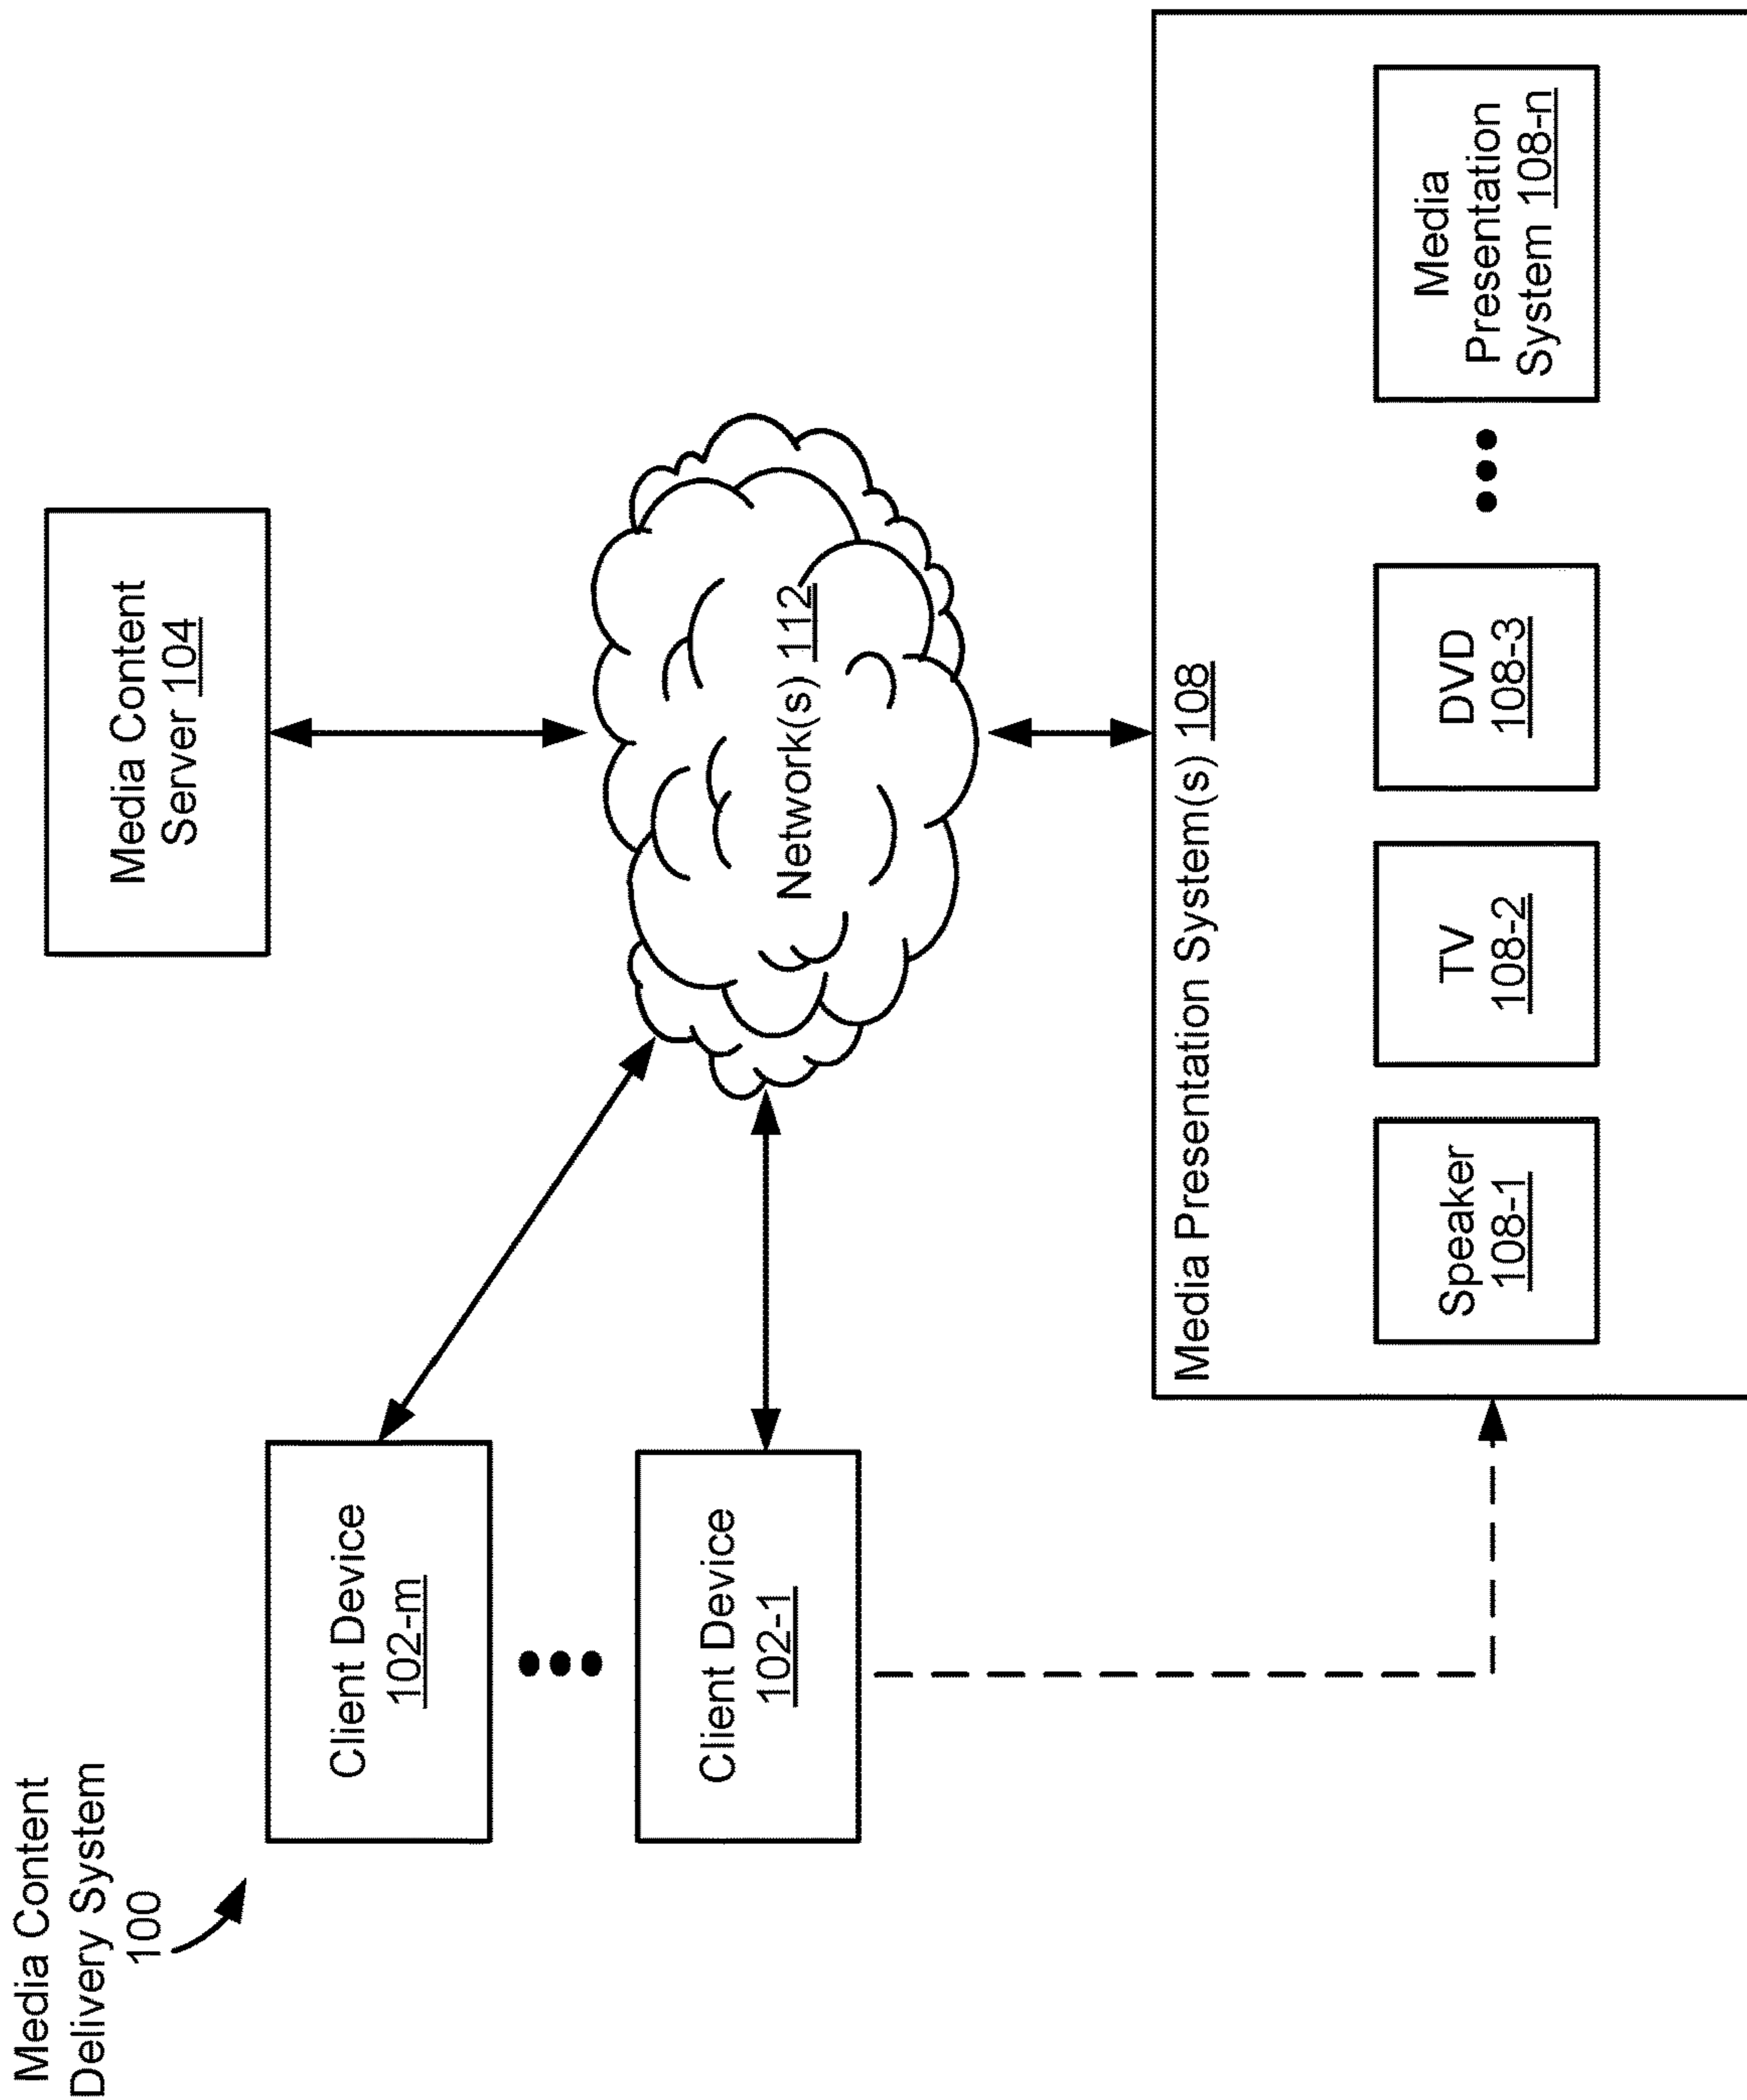 Media Content
Delivery System
100
Media Content
Server 104
Client Device
102-m
Client Device
102-1
Network(s) 112
Media Presentation System(s) 108
Speaker
108-1
TV
108-2
DVD
108-3
Media
Presentation
System 108-n